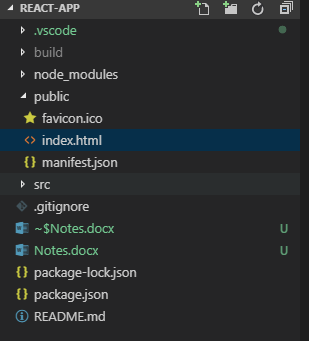 REACT-APP
.vscode
build
node_modules
public
favicon.ico
index.html
manifest.json
src
.gitignore
~$Notes.docx U
Notes.docx U
package-lock.json
package.json
README.md